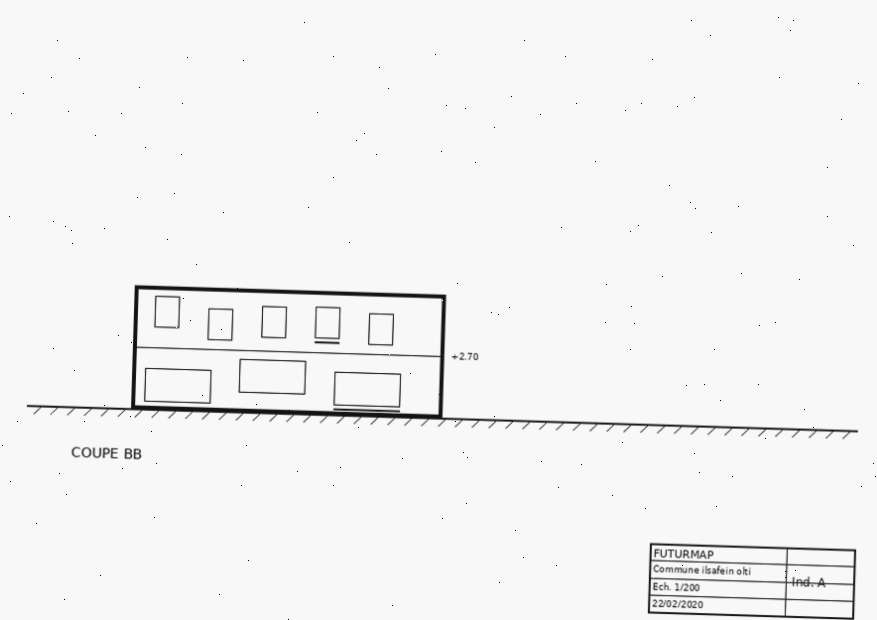 +2.70
COUPE BB
FUTURMAP
Commune ilsafein olti
Ind. A
Ech. 1/200
22/02/2020